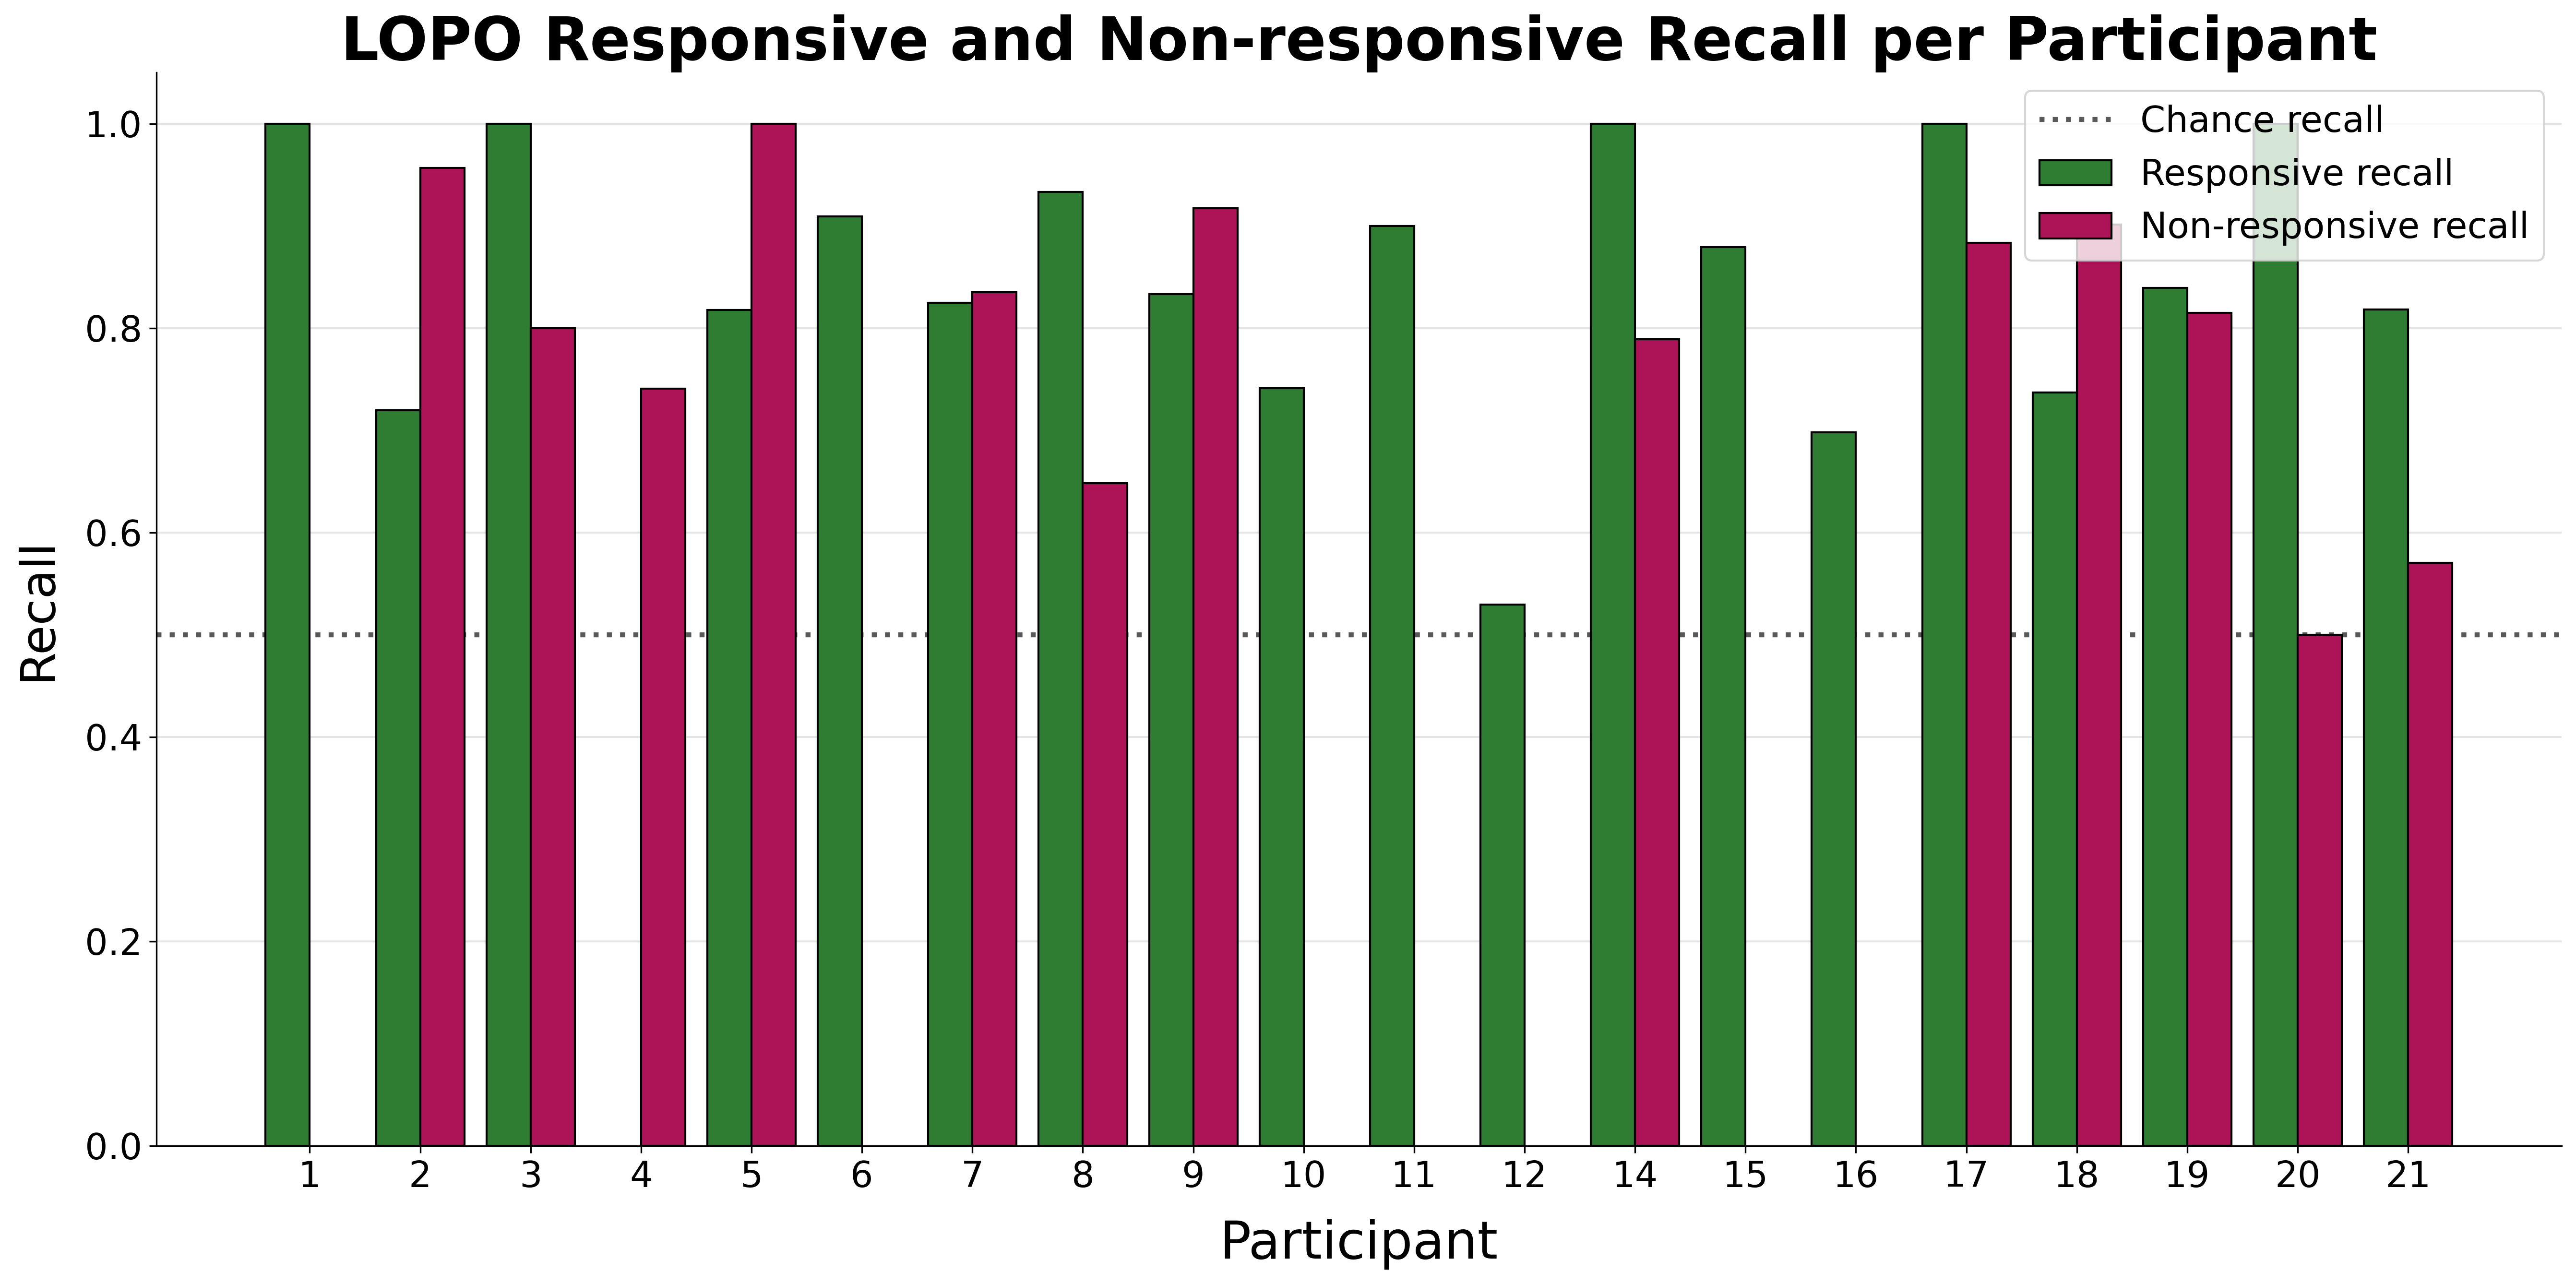 LOPO Responsive and Non-responsive Recall per Participant
Chance recall
Responsive recall
Non-responsive recall
Recall
1.0
0.8
0.6
0.4
0.2
0.0
1 2 3 4 5 6 7 8 9 10 11 12 14 15 16 17 18 19 20 21
Participant